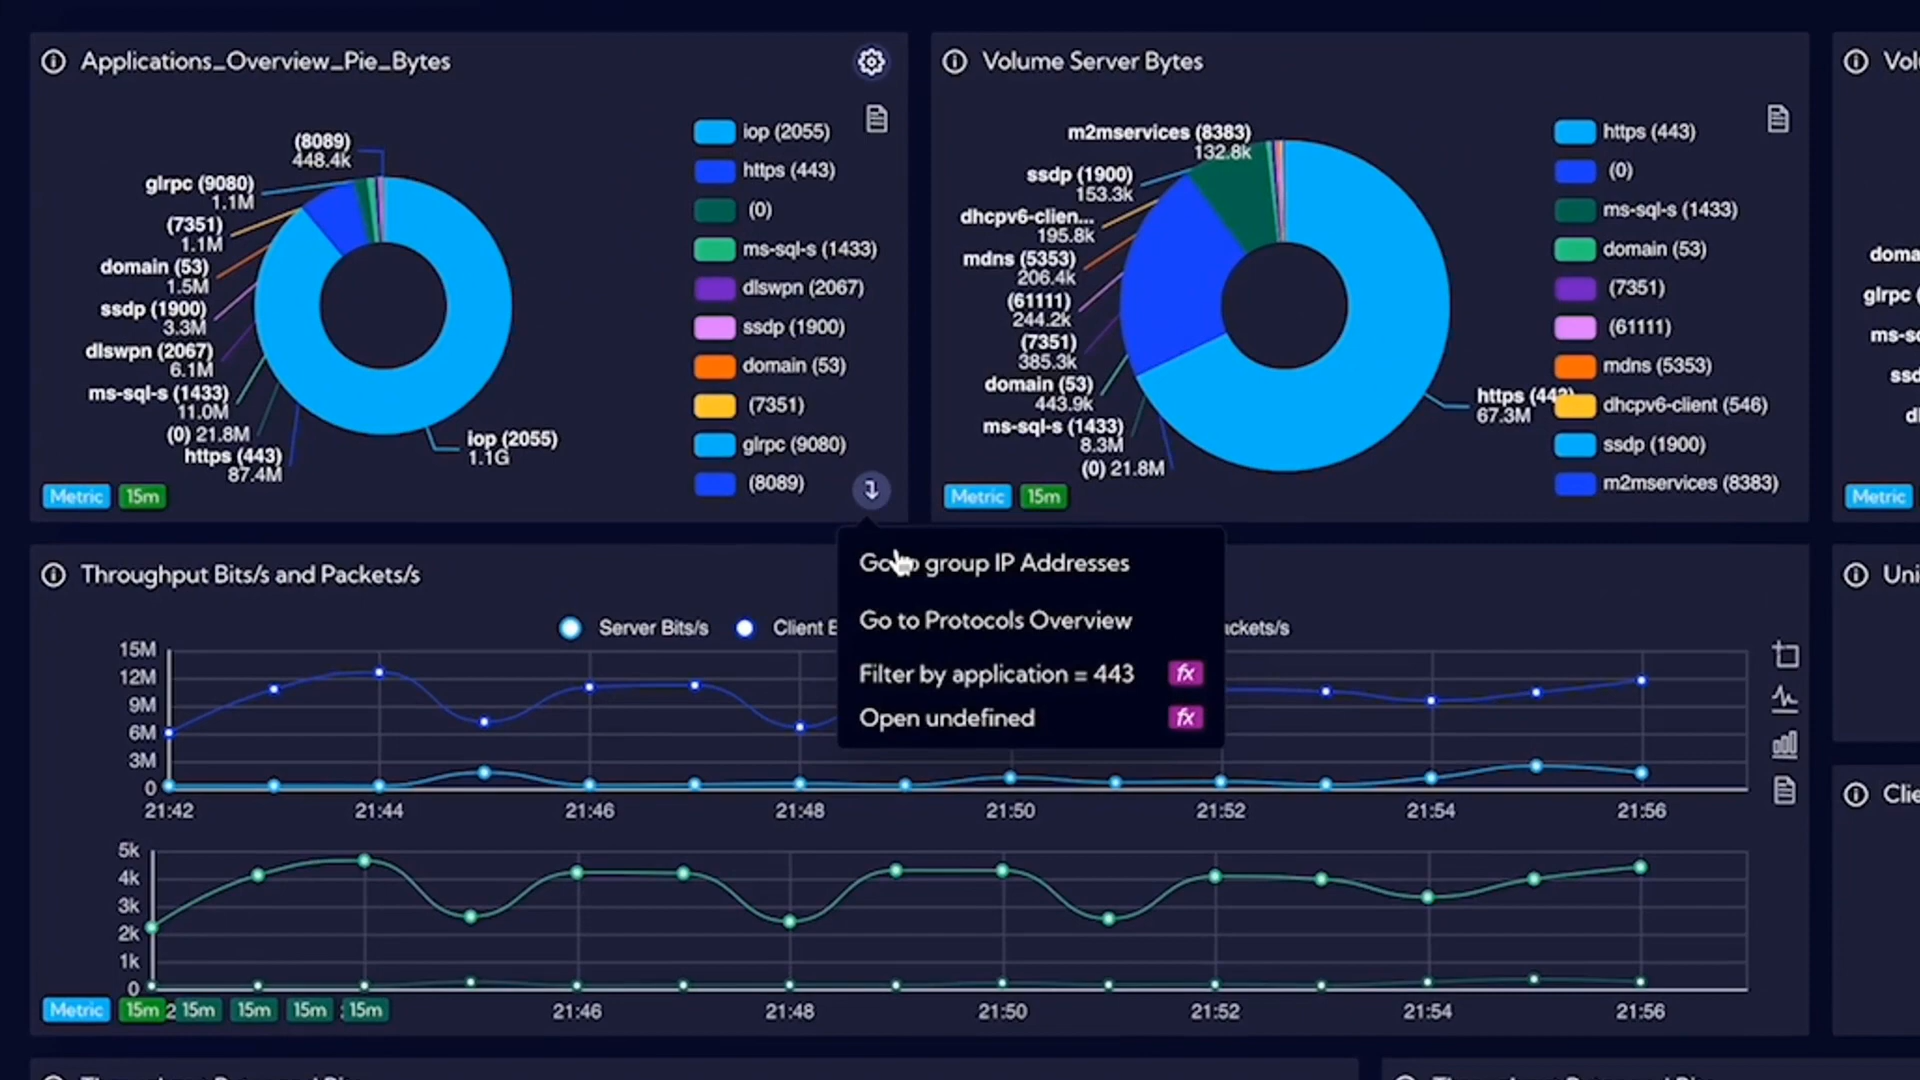 Applications_Overview_Pie_Bytes
(8089)
448.4k
glrpc (9080)
1.1M
(7351)
1.1M
domain (53)
1.5M
ssdp (1900)
3.3M
dlswpn (2067)
6.1M
ms-sql-s (1433)
11.0M
(0) 21.8M
https (443)
87.4M
iop (2055)
1.1G
iop (2055)
https (443)
(0)
ms-sql-s (1433)
dlswpn (2067)
ssdp (1900)
domain (53)
(7351)
glrpc (9080)
(8089)
Metric 15m
Volume Server Bytes
m2mservices (8383)
132.8k
ssdp (1900)
153.3k
dhcpv6-clien...
195.8k
mdns (5353)
206.4k
(61111)
244.2k
(7351)
385.3k
domain (53)
443.9k
ms-sql-s (1433)
8.3M
(0) 21.8M
https (443)
67.3M
https (443)
(0)
ms-sql-s (1433)
domain (53)
(7351)
(61111)
mdns (5353)
dhcpv6-client (546)
ssdp (1900)
m2mservices (8383)
Metric 15m
Vol
doma
glrpc (
ms-s
ssd
d
Metric
Go to group IP Addresses
Go to Protocols Overview
Filter by application = 443 fx
Open undefined fx
Throughput Bits/s and Packets/s
Server Bits/s Client B ackets/s
15M
12M
9M
6M
3M
0
21:42 21:44 21:46 21:48 21:50 21:52 21:54 21:56
5k
4k
3k
2k
1k
0
21:46 21:48 21:50 21:52 21:54 21:56
Metric 15m 2 15m 15m 15m 15m
Uni
Clie